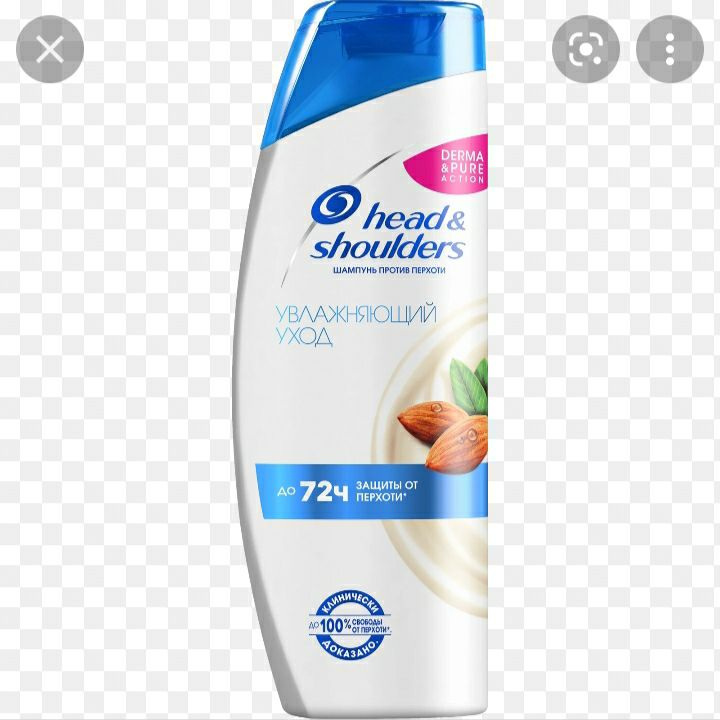 DERMA
& PURE
ACTION
head &
shoulders
ШАМПУНЬ ПРОТИВ ПЕРХОТИ
УВЛАЖНЯЮЩИЙ
УХОД
ДО 72ч ЗАЩИТЫ ОТ
ПЕРХОТИ*
КЛИНИЧЕСКИ
ДО 100% СВОБОДЫ
ОТ ПЕРХОТИ*
ДОКАЗАНО.